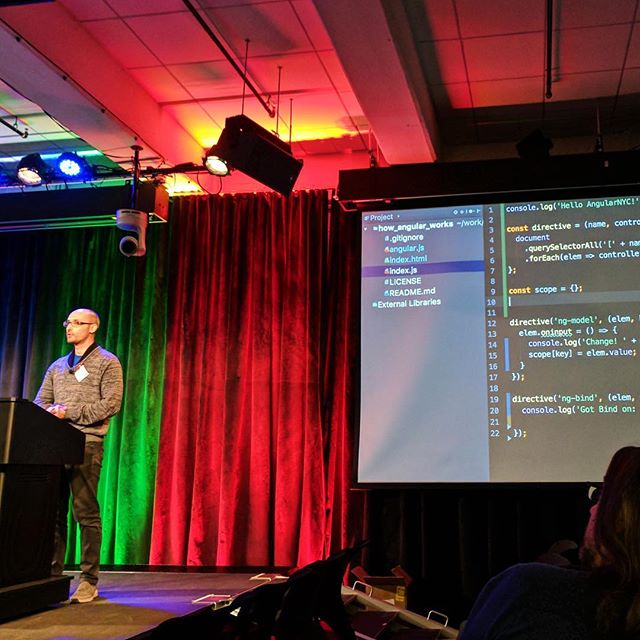 Project
how_angular_works ~/work/
.gitignore
angular.js
index.html
index.js
LICENSE
README.md
External Libraries
1 console.log('Hello AngularNYC!'
2
3 const directive = (name, contro
4 document
5 .querySelectorAll('[' + nam
6 .forEach(elem => controlle
7 };
8
9 const scope = {};
10
11
12 directive('ng-model', (elem,
13 elem.oninput = () => {
14 console.log('Change! ' +
15 scope[key] = elem.value;
16 }
17 });
18
19 directive('ng-bind', (elem,
20 console.log('Got Bind on:
21
22 });